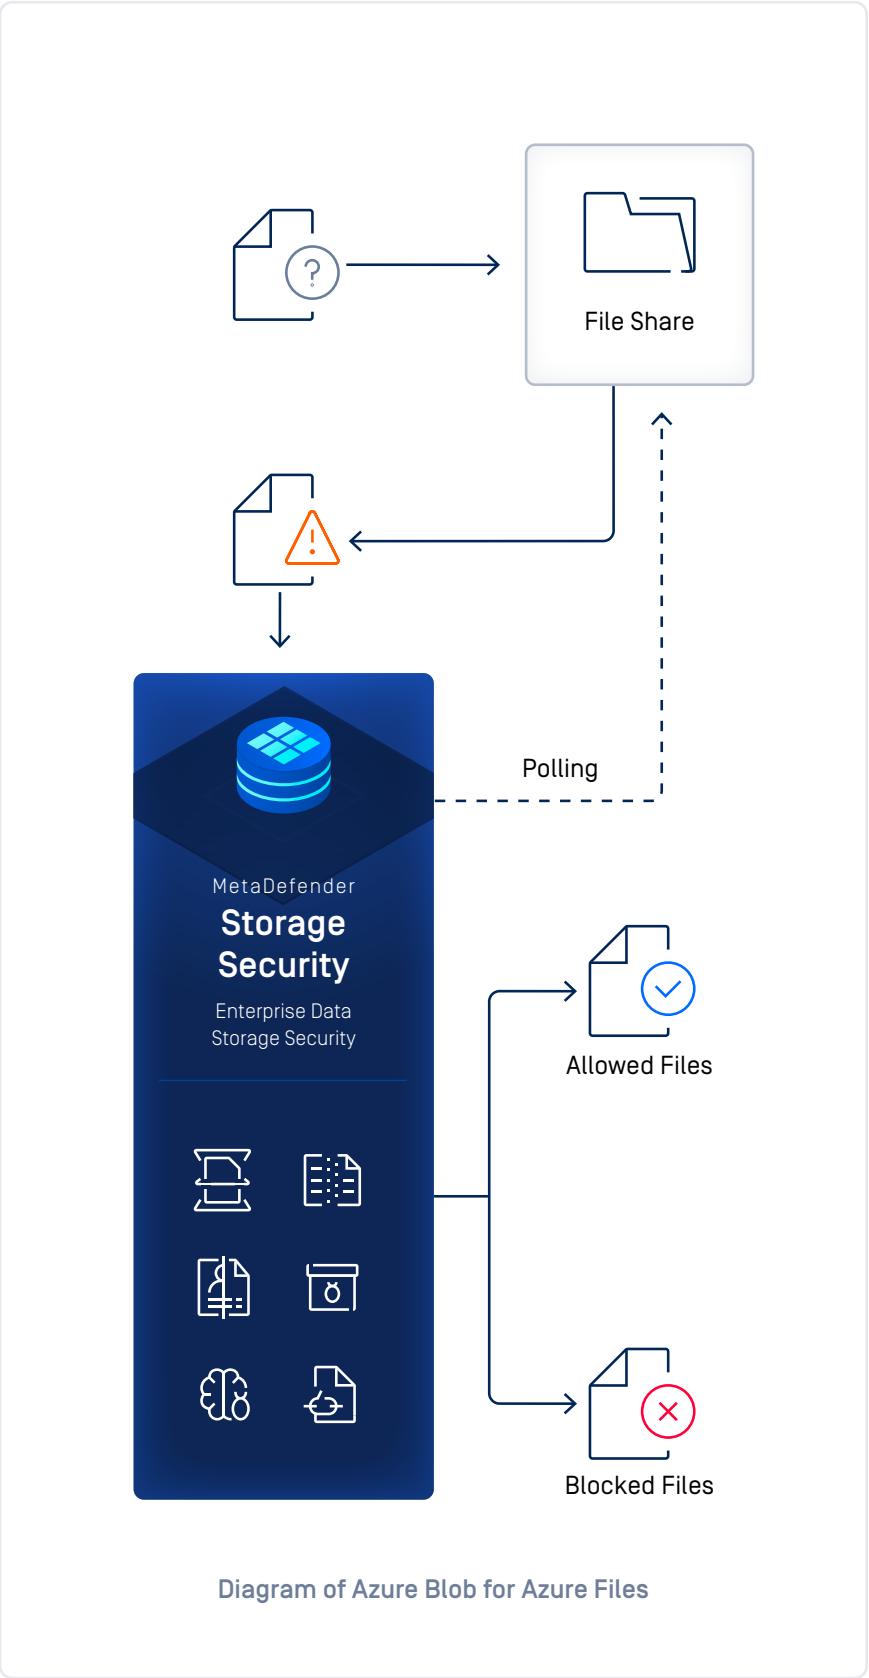 File Share
Polling
MetaDefender
Storage
Security
Enterprise Data
Storage Security
Allowed Files
Blocked Files
Diagram of Azure Blob for Azure Files